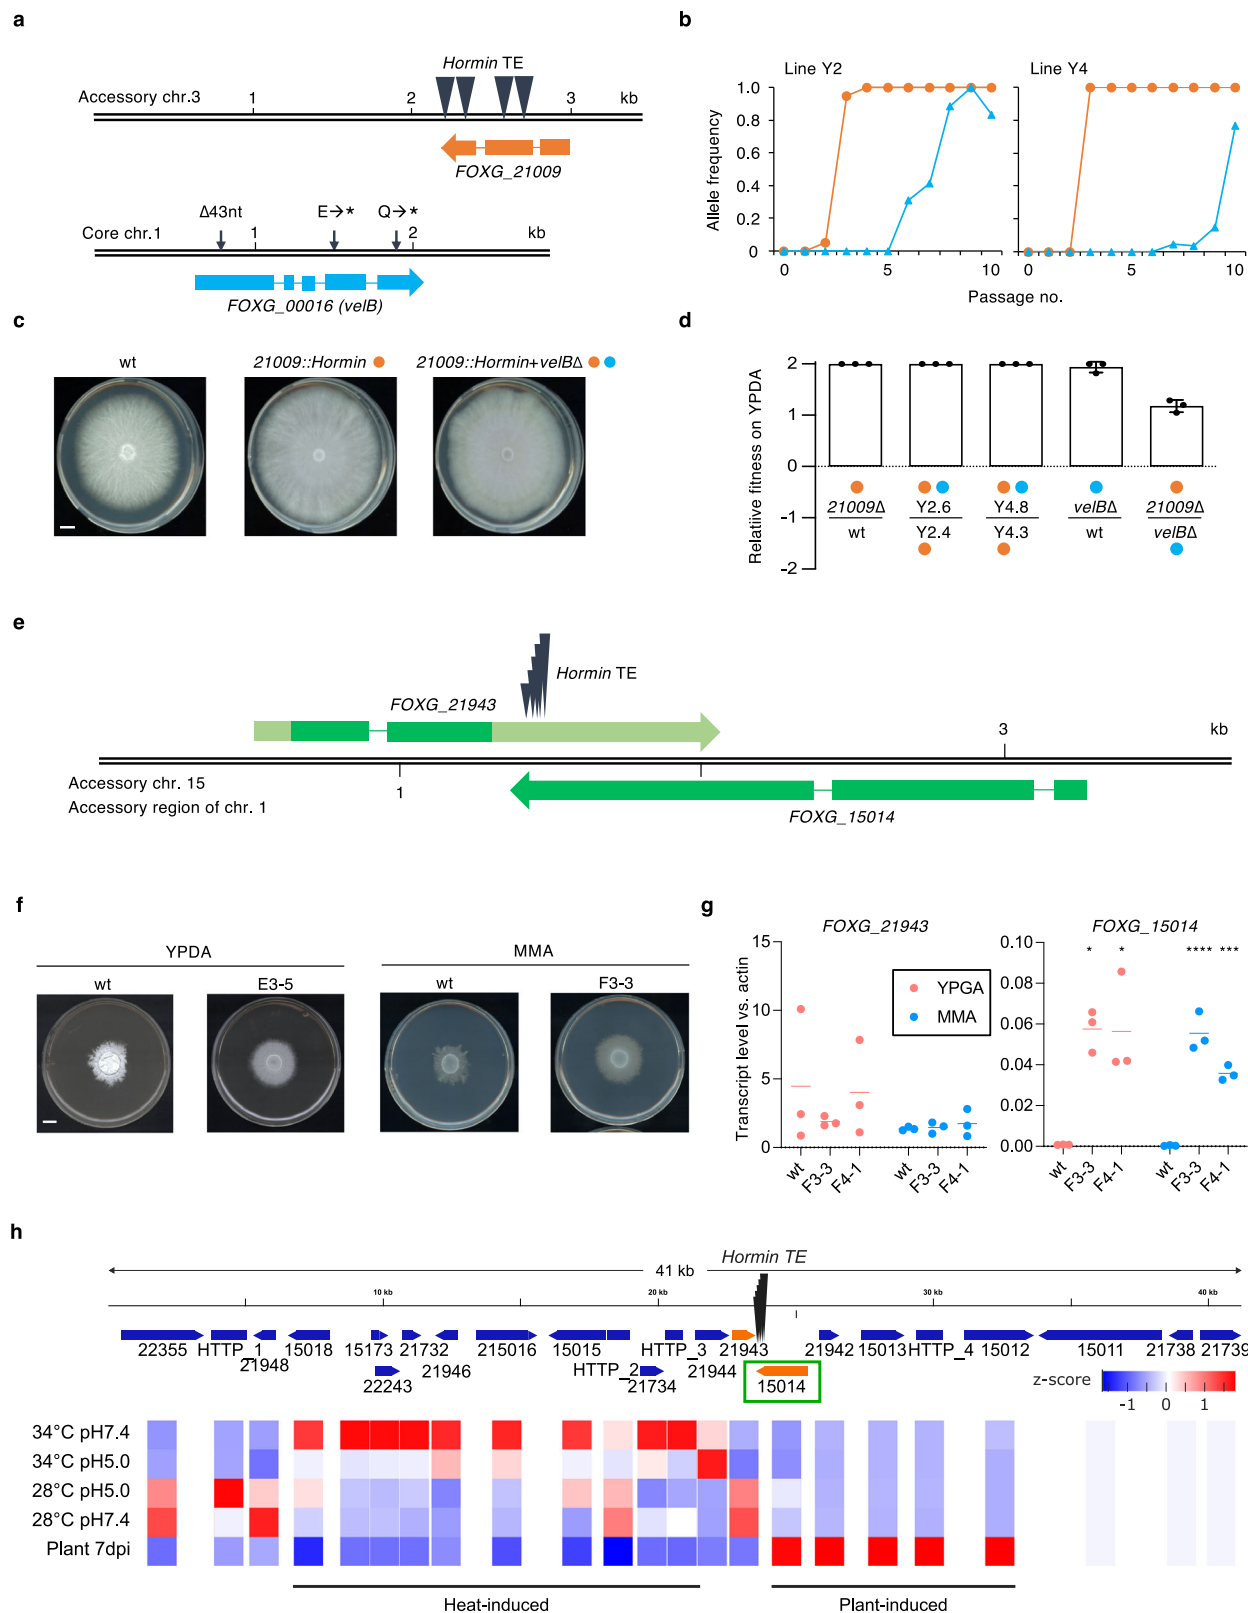 a
Hormin TE
Accessory chr.3
1
2
3
kb
FOXG_21009
Δ43nt
E→*
Q→*
Core chr.1
1
2
kb
FOXG_00016 (velB)
b
Line Y2
Line Y4
Allele frequency
1.0
0.8
0.6
0.4
0.2
0
0
5
10
0
5
10
Passage no.
c
wt
21009::Hormin
21009::Hormin+velBΔ
d
Relatiive fitness on YPDA
2
1
0
-1
-2
21009Δ
wt
Y2.6
Y2.4
Y4.8
Y4.3
velBΔ
wt
21009Δ
velBΔ
e
Hormin TE
FOXG_21943
3
kb
Accessory chr. 15
Accessory region of chr. 1
1
FOXG_15014
f
YPDA
MMA
wt
E3-5
wt
F3-3
g
FOXG_21943
FOXG_15014
Transcript level vs. actin
15
10
5
0
YPGA
MMA
wt
F3-3
F4-1
wt
F3-3
F4-1
0.10
0.08
0.06
0.04
0.02
0.00
*
*
****
***
wt
F3-3
F4-1
wt
F3-3
F4-1
h
Hormin TE
41 kb
10 kb
20 kb
30 kb
40 kb
22355
HTTP_1
21948
15018
15173
22243
21732
21946
215016
15015
HTTP_2
21734
HTTP_3
21944
21943
15014
21942
15013
HTTP_4
15012
15011
21738
21739
z-score
-1
0
1
34°C pH7.4
34°C pH5.0
28°C pH5.0
28°C pH7.4
Plant 7dpi
Heat-induced
Plant-induced